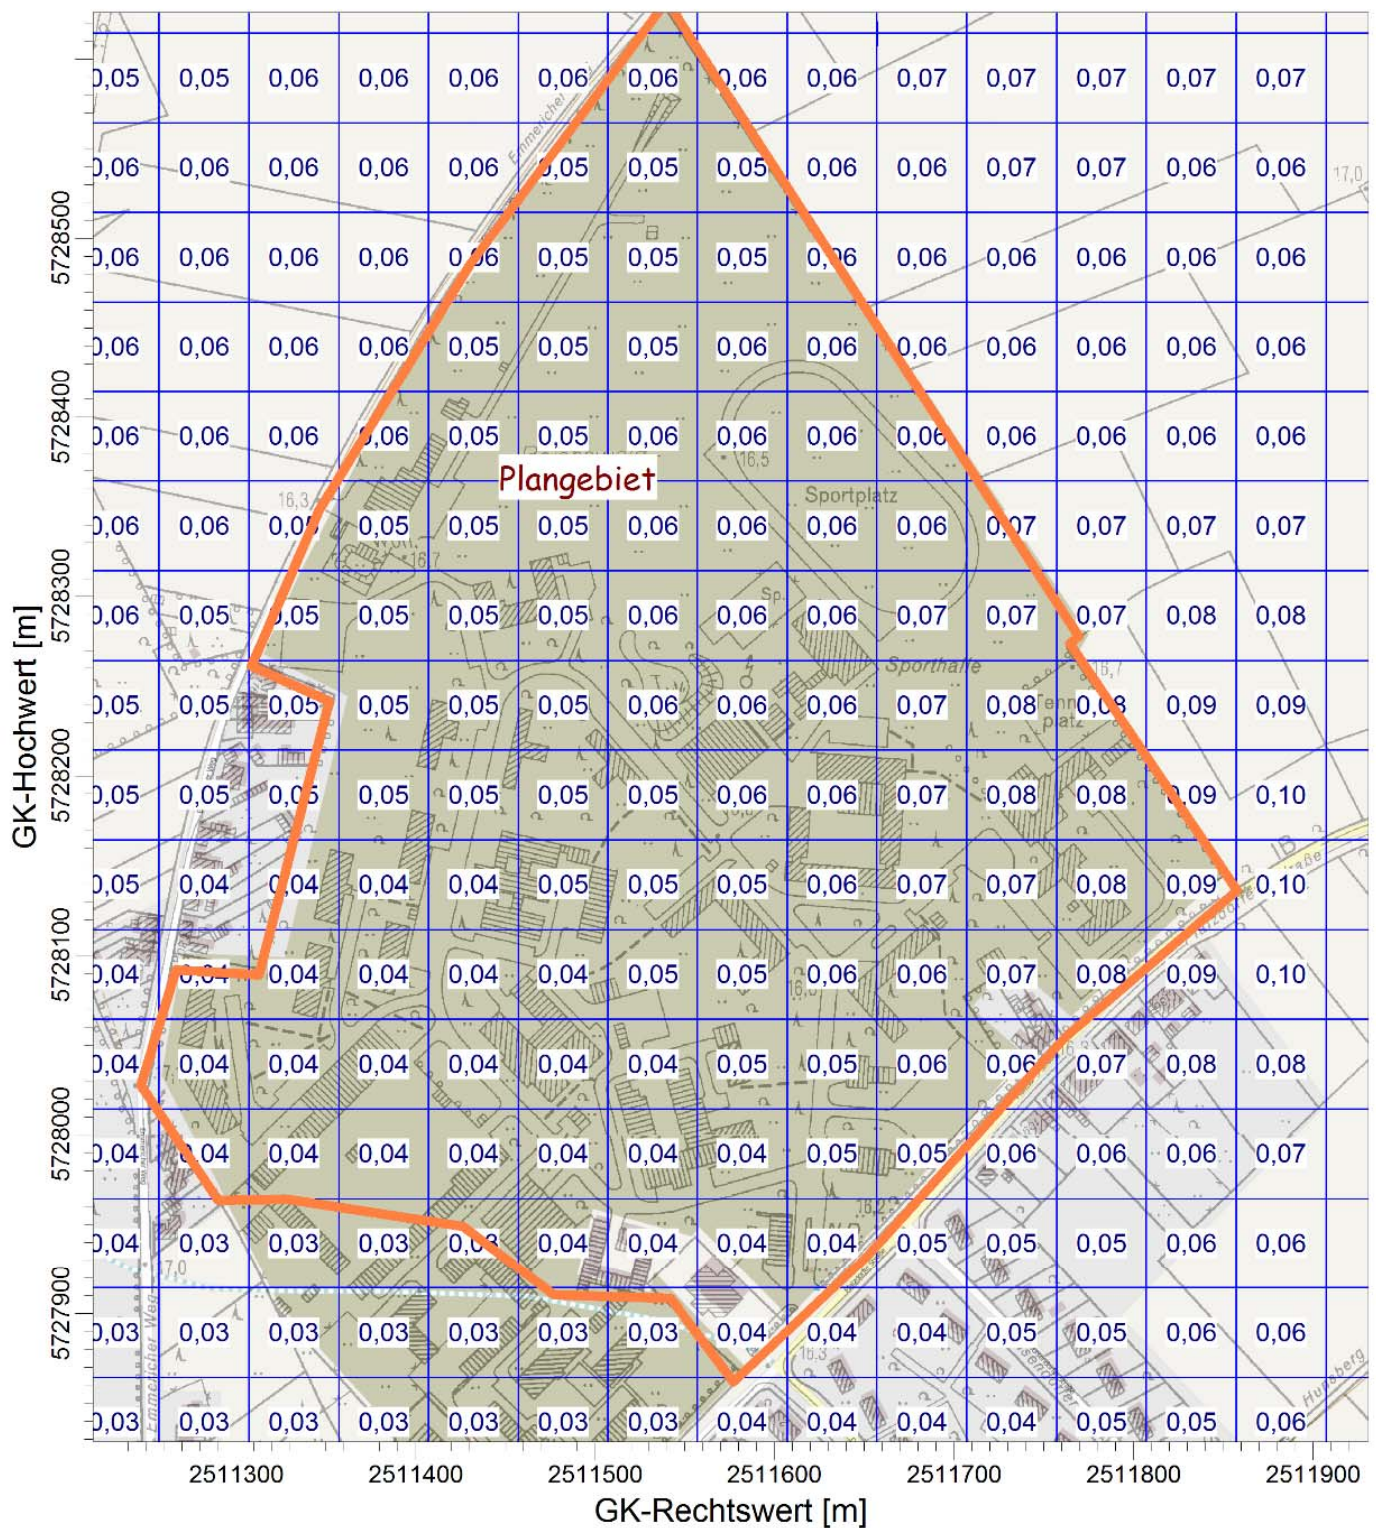 0,05 0,05 0,06 0,06 0,06 0,06 0,06 0,06 0,06 0,07 0,07 0,07 0,07 0,07
Emmericher
0,06 0,06 0,06 0,06 0,06 0,05 0,05 0,05 0,06 0,06 0,07 0,07 0,06 0,06
17,0
5728500
0,06 0,06 0,06 0,06 0,06 0,05 0,05 0,05 0,06 0,06 0,06 0,06 0,06 0,06
0,06 0,06 0,06 0,06 0,05 0,05 0,05 0,06 0,06 0,06 0,06 0,06 0,06 0,06
5728400
0,06 0,06 0,06 0,06 0,05 0,05 0,06 0,06 0,06 0,06 0,06 0,06 0,06 0,06
16,5
Plangebiet
Sportplatz
16,3
0,06 0,06 0,05 0,05 0,05 0,05 0,06 0,06 0,06 0,06 0,07 0,07 0,07 0,07
16,7
5728300
Sp.
0,06 0,05 0,05 0,05 0,05 0,05 0,06 0,06 0,06 0,07 0,07 0,07 0,08 0,08
Sporthalle
16,7
0,05 0,05 0,05 0,05 0,05 0,05 0,06 0,06 0,06 0,07 0,08 0,08 0,09 0,09
platz
5728200
0,05 0,05 0,05 0,05 0,05 0,05 0,05 0,06 0,06 0,07 0,08 0,08 0,09 0,10
0,05 0,04 0,04 0,04 0,04 0,05 0,05 0,05 0,06 0,07 0,07 0,08 0,09 0,10
5728100
0,04 0,04 0,04 0,04 0,04 0,04 0,05 0,05 0,06 0,06 0,07 0,08 0,09 0,10
0,04 0,04 0,04 0,04 0,04 0,04 0,04 0,05 0,05 0,06 0,06 0,07 0,08 0,08
5728000
0,04 0,04 0,04 0,04 0,04 0,04 0,04 0,04 0,05 0,05 0,06 0,06 0,06 0,07
16,2
0,04 0,03 0,03 0,03 0,03 0,04 0,04 0,04 0,04 0,05 0,05 0,05 0,06 0,06
17,0
5727900
0,03 0,03 0,03 0,03 0,03 0,03 0,03 0,04 0,04 0,04 0,05 0,05 0,06 0,06
16,3
Emmericher Weg
Hunsberg
0,03 0,03 0,03 0,03 0,03 0,03 0,03 0,04 0,04 0,04 0,04 0,05 0,05 0,06
GK-Hochwert [m]
2511300 2511400 2511500 2511600 2511700 2511800 2511900
GK-Rechtswert [m]